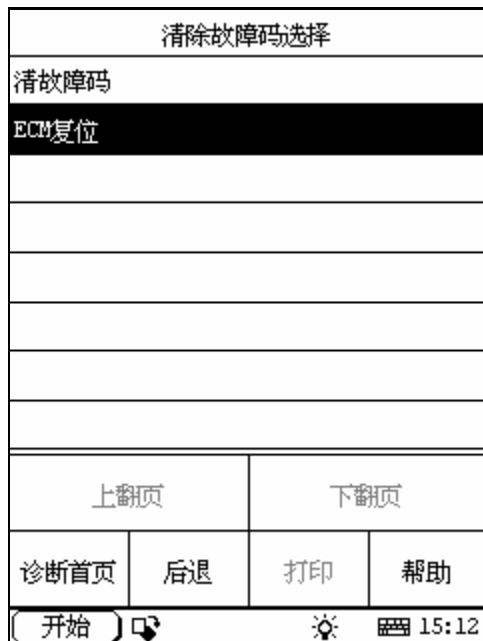 清除故障码选择
清故障码
ECM复位
上翻页 下翻页
诊断首页 后退 打印 帮助
开始 15:12